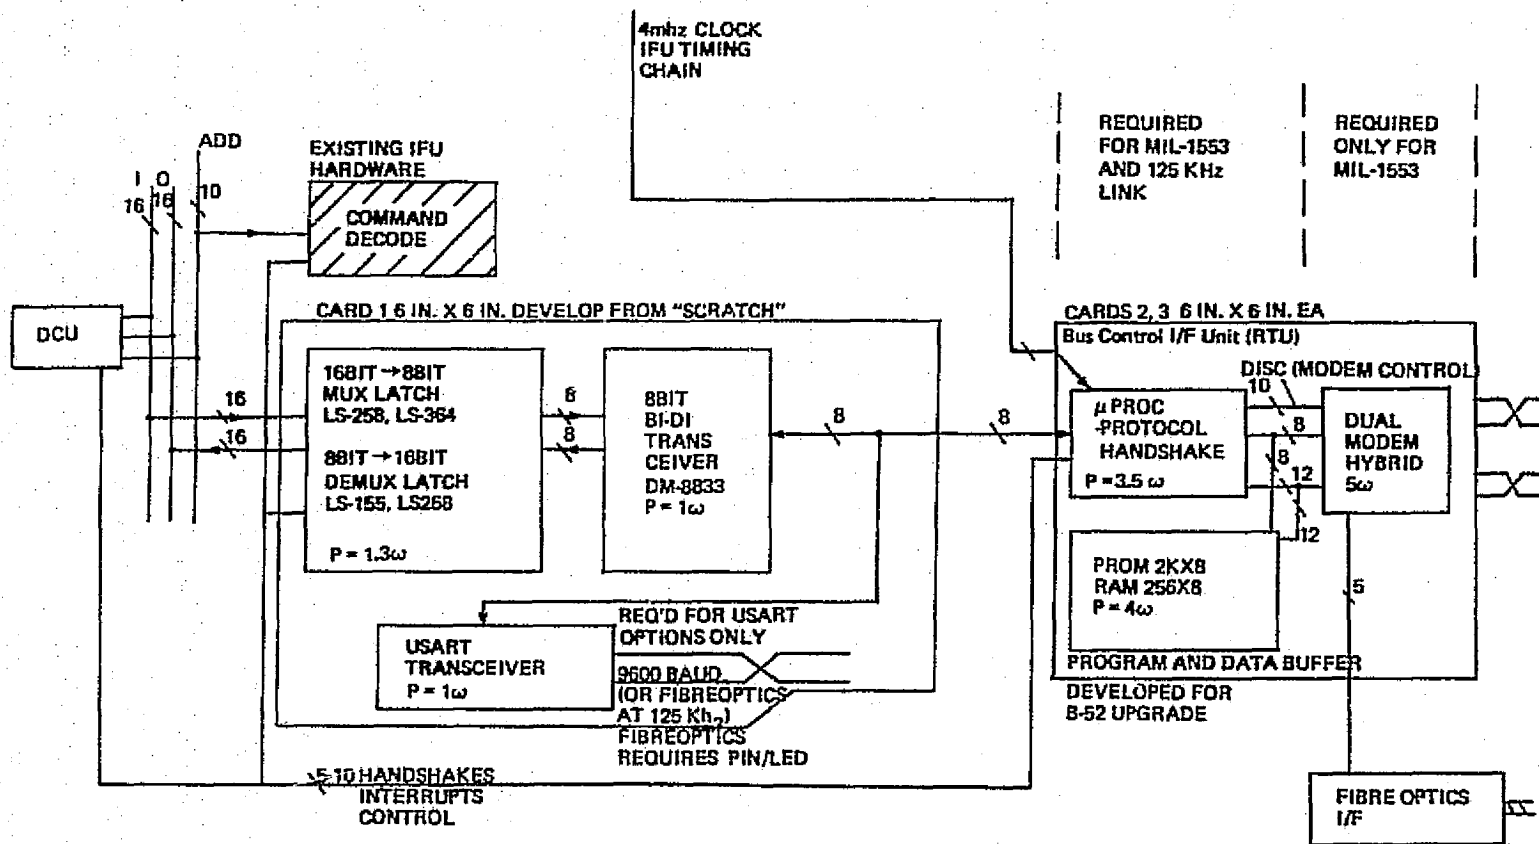 4mhz CLOCK
IFU TIMING
CHAIN
REQUIRED
FOR MIL-1553
AND 125 KHz
LINK
REQUIRED
ONLY FOR
MIL-1553
ADD
I O
16 16 10
EXISTING IFU
HARDWARE
COMMAND
DECODE
DCU
CARD 1 6 IN. X 6 IN. DEVELOP FROM "SCRATCH"
16BIT→8BIT
MUX LATCH
LS-258, LS-364
8BIT→16BIT
DEMUX LATCH
LS-155, LS258
P = 1.3ω
16
16
8
8
8BIT
BI-DI
TRANS
CEIVER
DM-8833
P = 1ω
8
8
CARDS 2, 3 6 IN. X 6 IN. EA
Bus Control I/F Unit (RTU)
DISC (MODEM CONTROL)
10
μ PROC
-PROTOCOL
HANDSHAKE
P = 3.5 ω
8
8
12
12
DUAL
MODEM
HYBRID
5ω
PROM 2KX8
RAM 256X8
P = 4ω
5
PROGRAM AND DATA BUFFER
DEVELOPED FOR
B-52 UPGRADE
USART
TRANSCEIVER
P = 1ω
REQ'D FOR USART
OPTIONS ONLY
9600 BAUD
(OR FIBREOPTICS
AT 125 Khz)
FIBREOPTICS
REQUIRES PIN/LED
5-10 HANDSHAKES
INTERRUPTS
CONTROL
FIBRE OPTICS
I/F